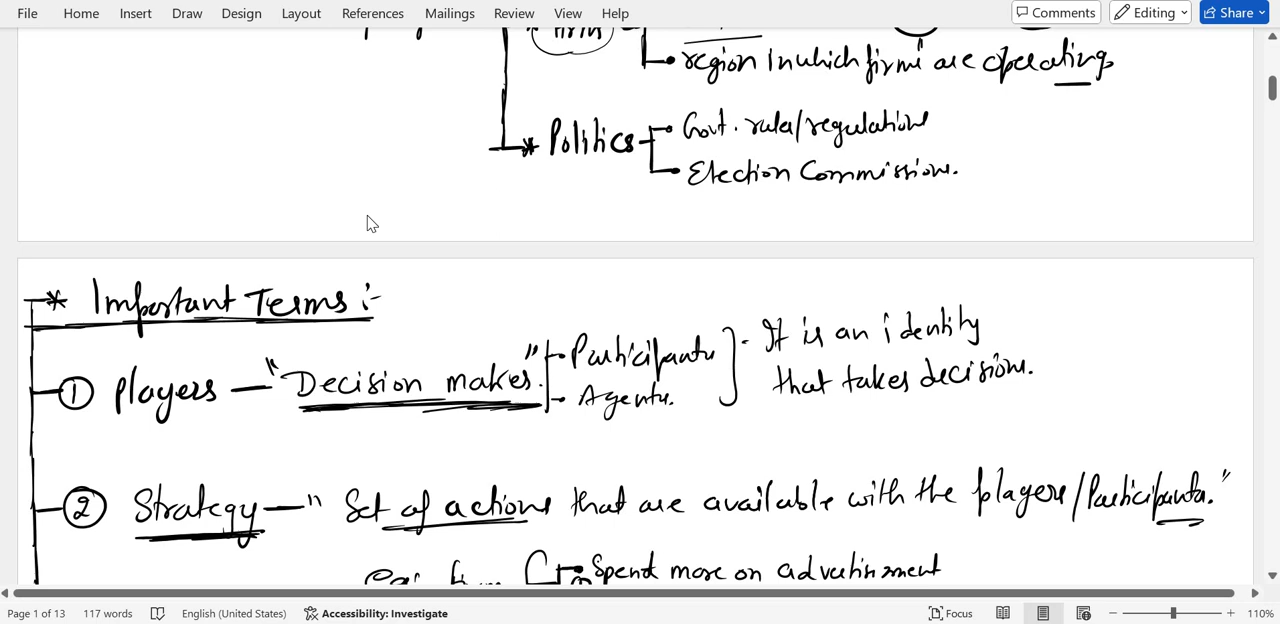 File Home Insert Draw Design Layout References Mailings Review View Help Comments Editing Share
region in which firms are operating
* Politics Govt. rules/regulations
Election Commissions.
* Important Terms :-
① Players — "Decision makers." Participants It is an identity
Agents. that takes decisions.
② Strategy — "Set of actions that are available with the players/Participants."
Spend more on advertisement
Page 1 of 13 117 words English (United States) Accessibility: Investigate Focus 110%